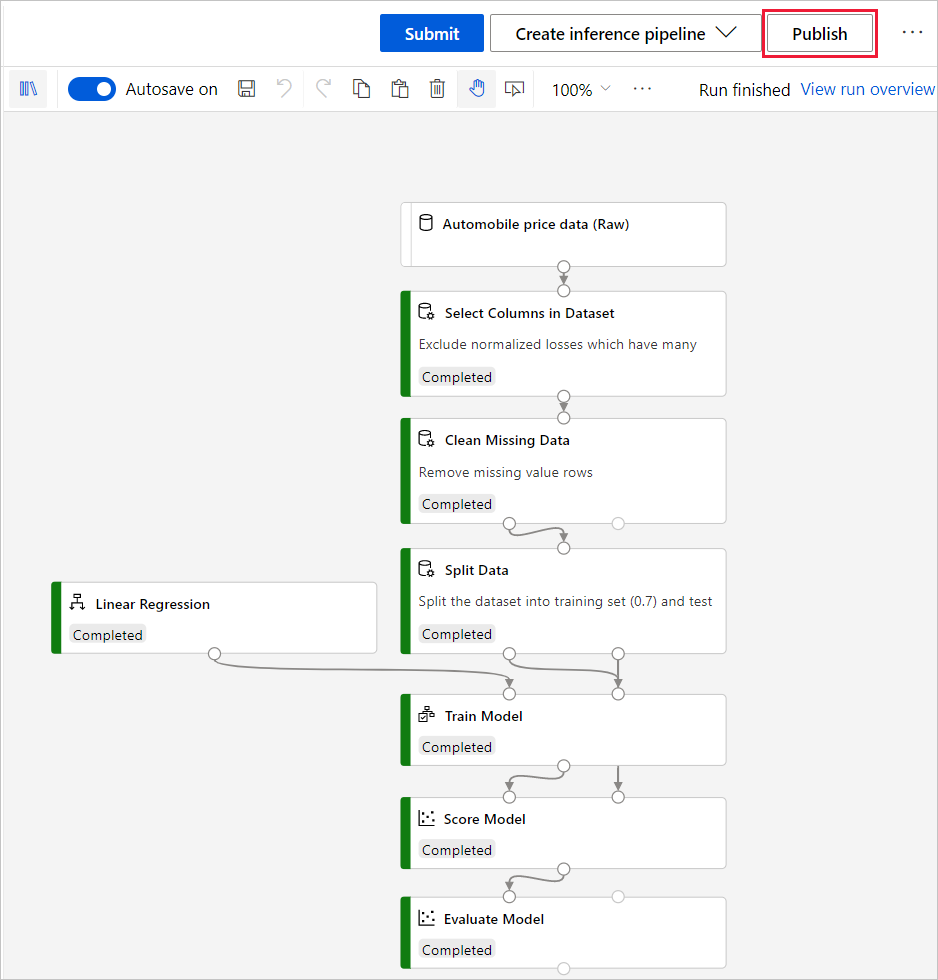 Submit
Create inference pipeline
Publish
Autosave on
100%
Run finished
View run overview
Automobile price data (Raw)
Select Columns in Dataset
Exclude normalized losses which have many
Completed
Clean Missing Data
Remove missing value rows
Completed
Split Data
Split the dataset into training set (0.7) and test
Completed
Linear Regression
Completed
Train Model
Completed
Score Model
Completed
Evaluate Model
Completed